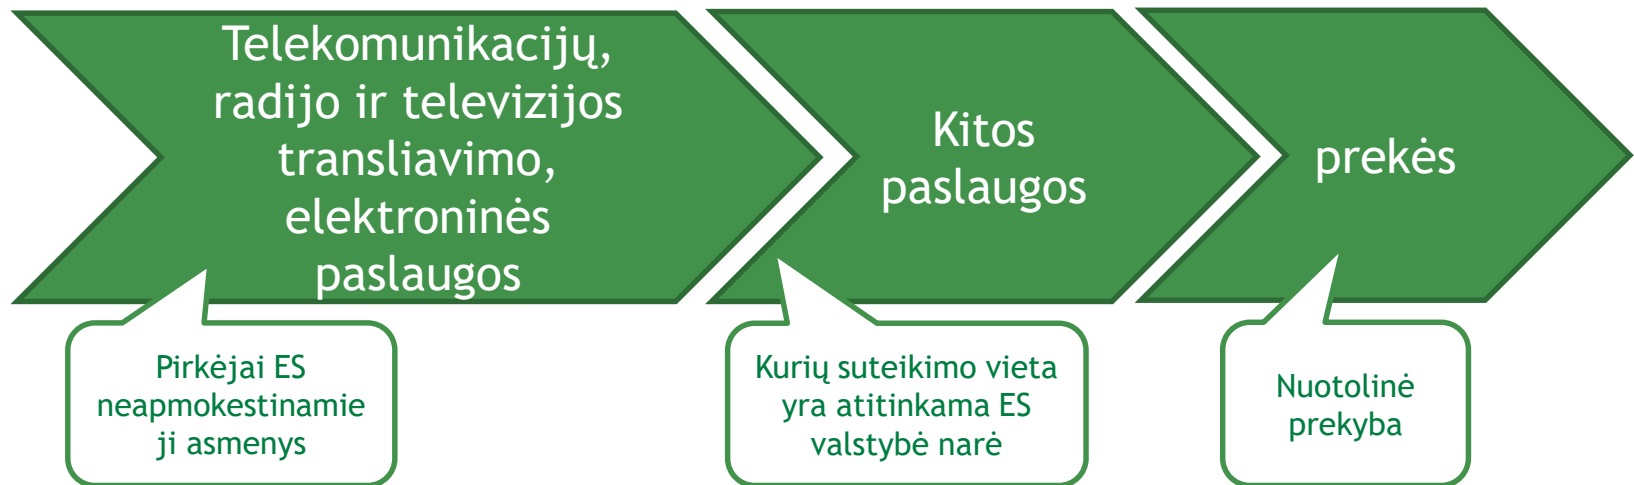 Telekomunikacijų,
radijo ir televizijos
transliavimo,
elektroninės
paslaugos
Kitos
paslaugos
prekės
Pirkėjai ES
neapmokestinamie
ji asmenys
Kurių suteikimo vieta
yra atitinkama ES
valstybė narė
Nuotolinė
prekyba